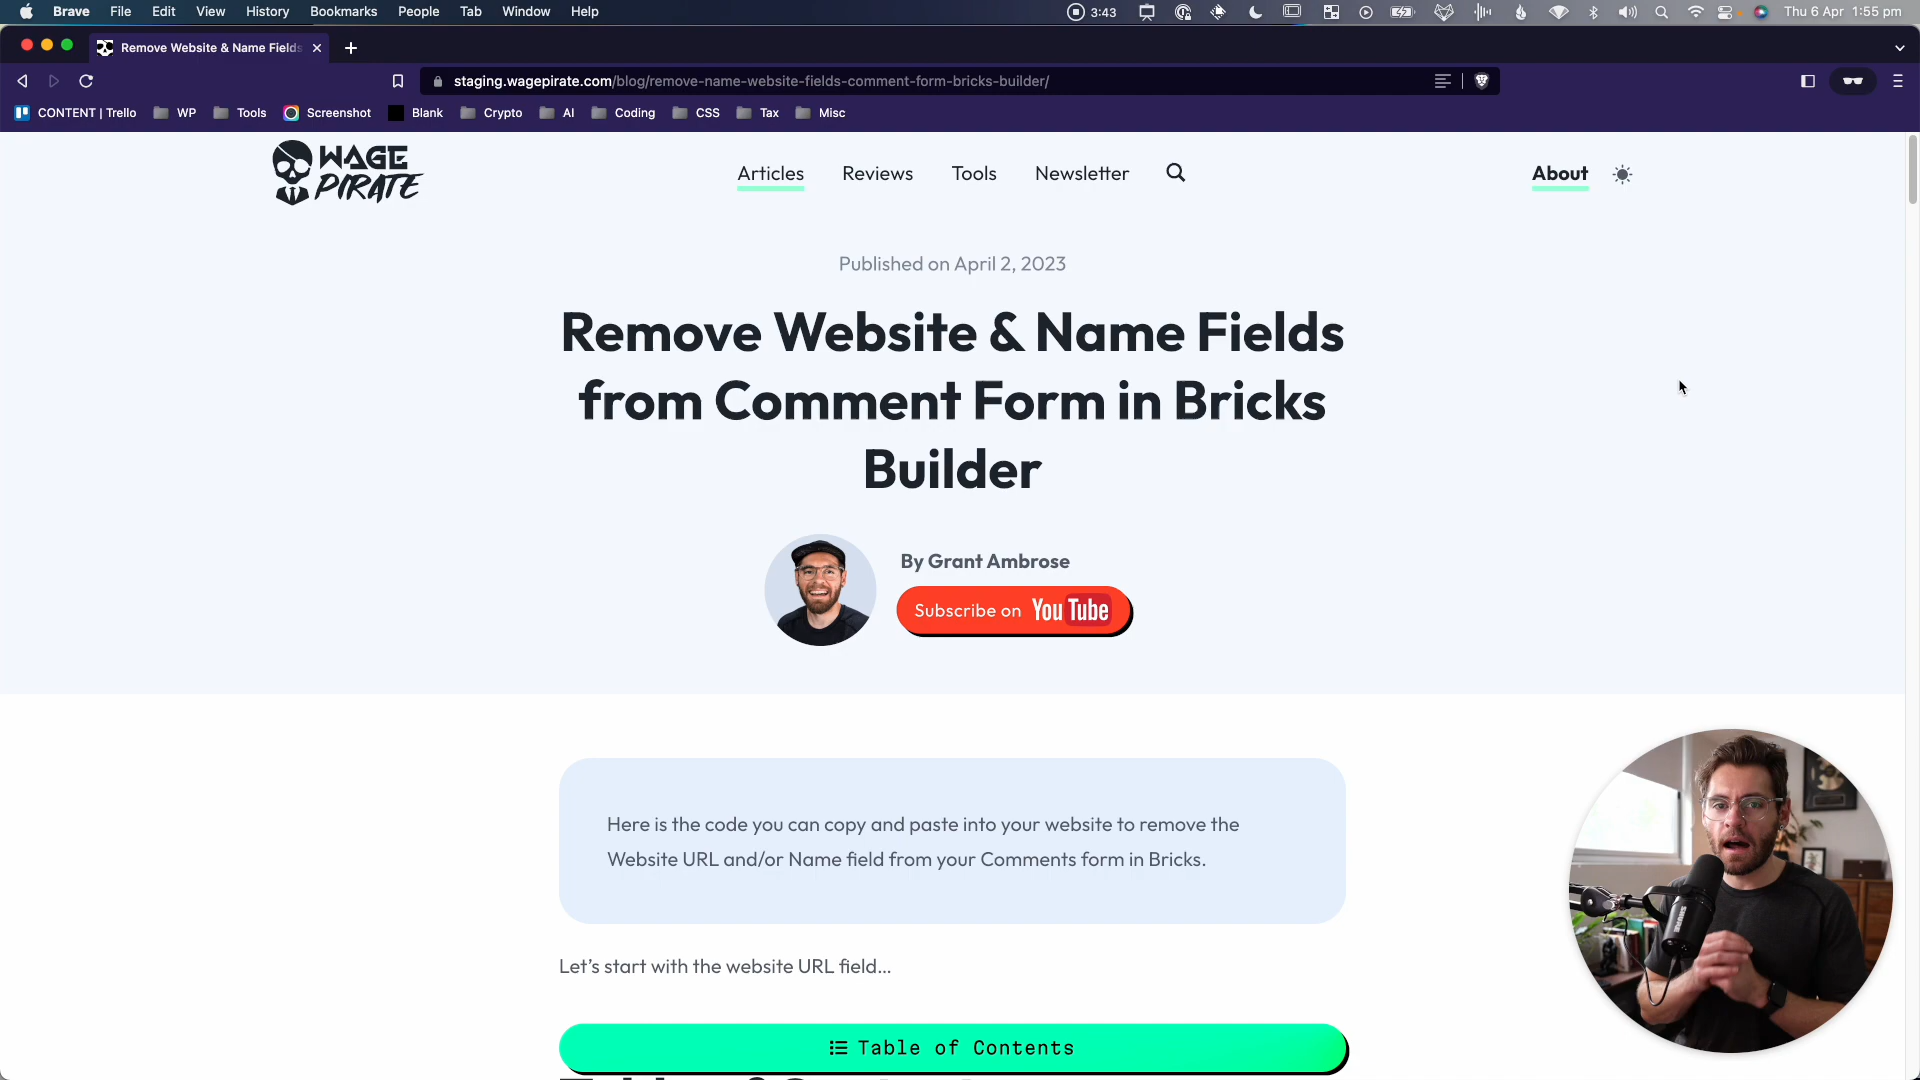 Brave File Edit View History Bookmarks People Tab Window Help 3:43 Thu 6 Apr 1:55 pm
Remove Website & Name Fields
staging.wagepirate.com/blog/remove-name-website-fields-comment-form-bricks-builder/
CONTENT | Trello WP Tools Screenshot Blank Crypto AI Coding CSS Tax Misc
WAGE
PIRATE
Articles Reviews Tools Newsletter About
Published on April 2, 2023
Remove Website & Name Fields
from Comment Form in Bricks
Builder
By Grant Ambrose
Subscribe on YouTube
Here is the code you can copy and paste into your website to remove the
Website URL and/or Name field from your Comments form in Bricks.
Let's start with the website URL field...
Table of Contents